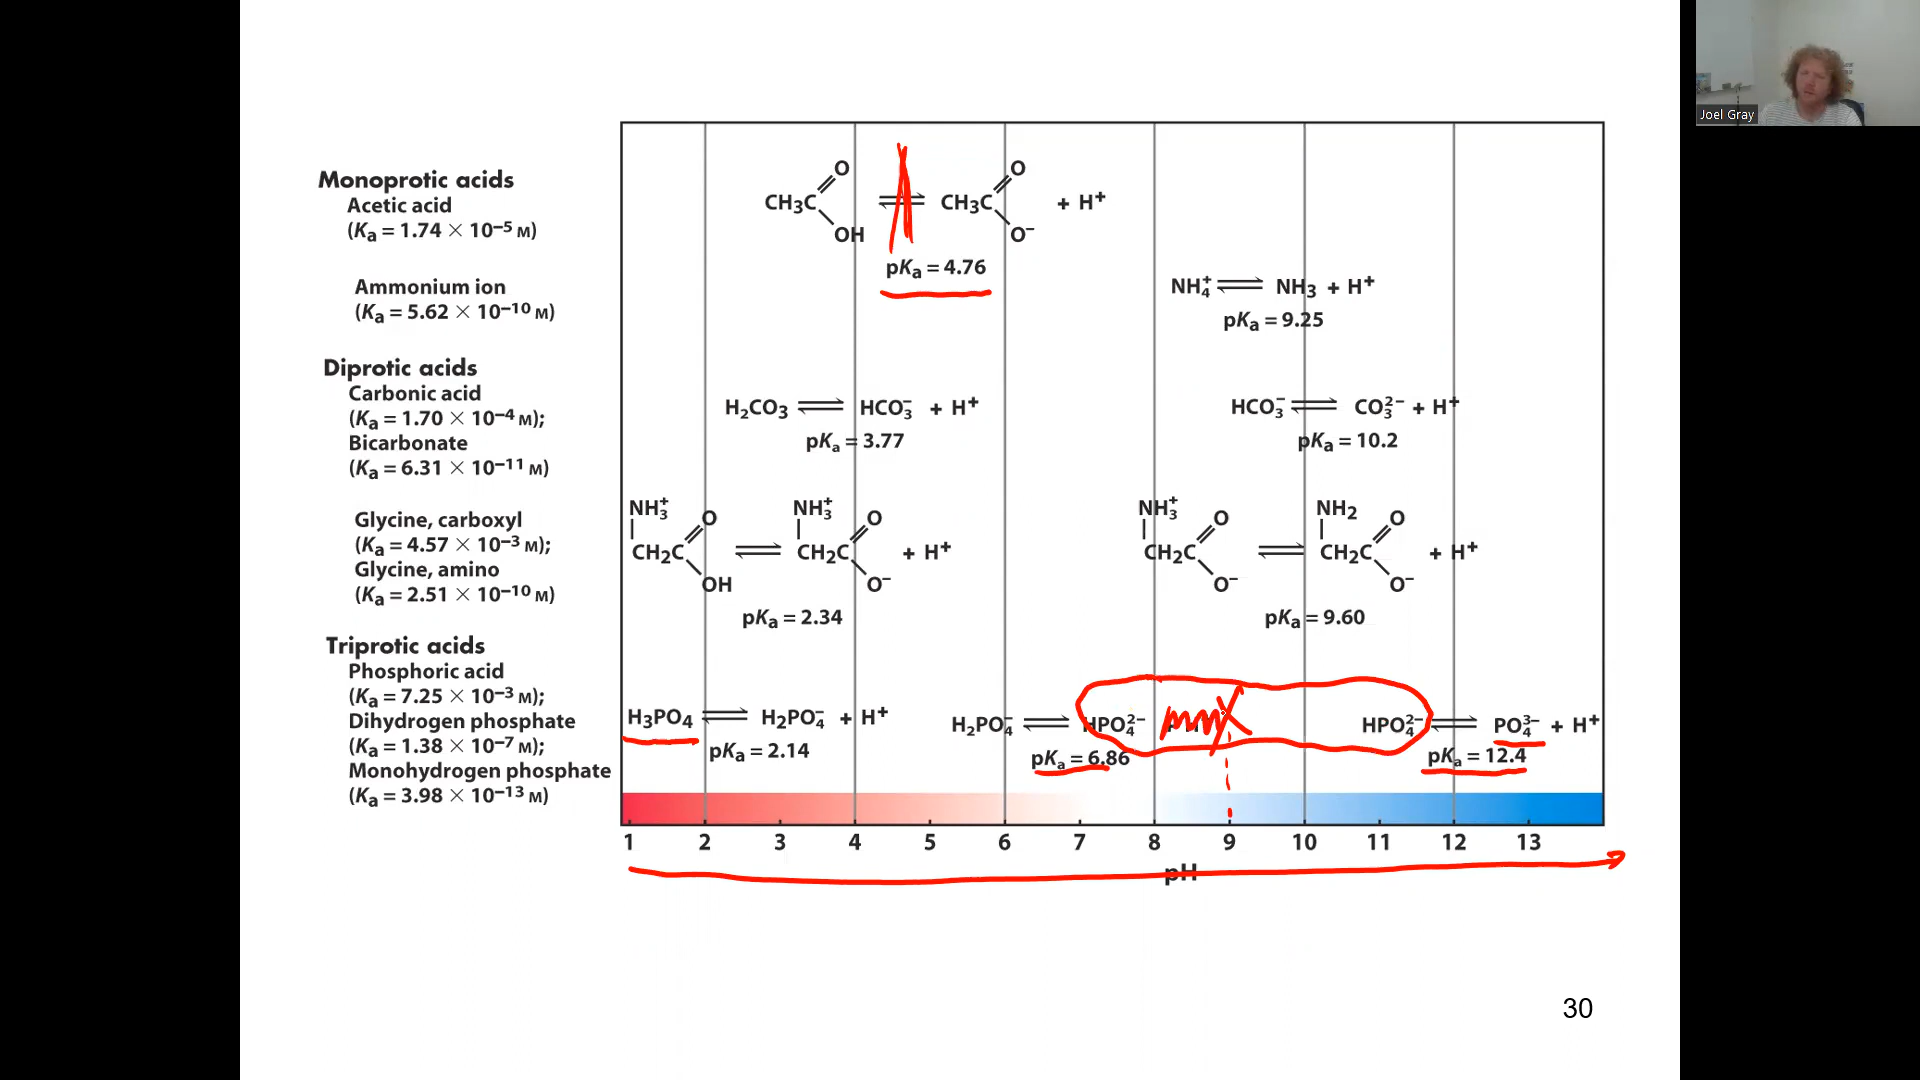 Joel Gray
Monoprotic acids
Acetic acid
(Ka = 1.74 × 10⁻⁵ M)
CH3C
O
OH
⇌
CH3C
O
O⁻
+ H⁺
pKa = 4.76
Ammonium ion
(Ka = 5.62 × 10⁻¹⁰ M)
NH₄⁺ ⇌ NH3 + H⁺
pKa = 9.25
Diprotic acids
Carbonic acid
(Ka = 1.70 × 10⁻⁴ M);
Bicarbonate
(Ka = 6.31 × 10⁻¹¹ M)
H₂CO₃ ⇌ HCO₃⁻ + H⁺
pKa = 3.77
HCO₃⁻ ⇌ CO₃²⁻ + H⁺
pKa = 10.2
Glycine, carboxyl
(Ka = 4.57 × 10⁻³ M);
Glycine, amino
(Ka = 2.51 × 10⁻¹⁰ M)
NH₃⁺
CH2C
O
OH
⇌
NH₃⁺
CH2C
O
O⁻
+ H⁺
pKa = 2.34
NH₃⁺
CH2C
O
O⁻
⇌
NH2
CH2C
O
O⁻
+ H⁺
pKa = 9.60
Triprotic acids
Phosphoric acid
(Ka = 7.25 × 10⁻³ M);
Dihydrogen phosphate
(Ka = 1.38 × 10⁻⁷ M);
Monohydrogen phosphate
(Ka = 3.98 × 10⁻¹³ M)
H₃PO₄ ⇌ H₂PO₄⁻ + H⁺
pKa = 2.14
H₂PO₄⁻ ⇌ HPO₄²⁻
pKa = 6.86
HPO₄²⁻ ⇌ PO₄³⁻ + H⁺
pKa = 12.4
1 2 3 4 5 6 7 8 9 10 11 12 13
pH
30